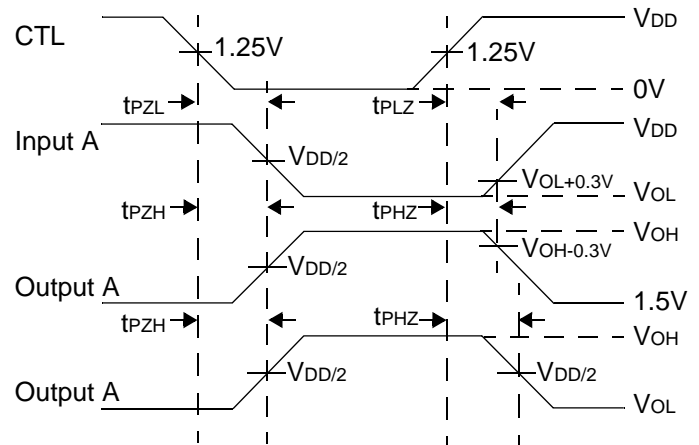 CTL
1.25V
1.25V
VDD
0V
tPZL
tPLZ
VDD
Input A
VDD/2
VOL+0.3V
VOL
tPZH
tPHZ
VOH
VDD/2
VOH-0.3V
Output A
1.5V
tPZH
tPHZ
VOH
Output A
VDD/2
VDD/2
VOL